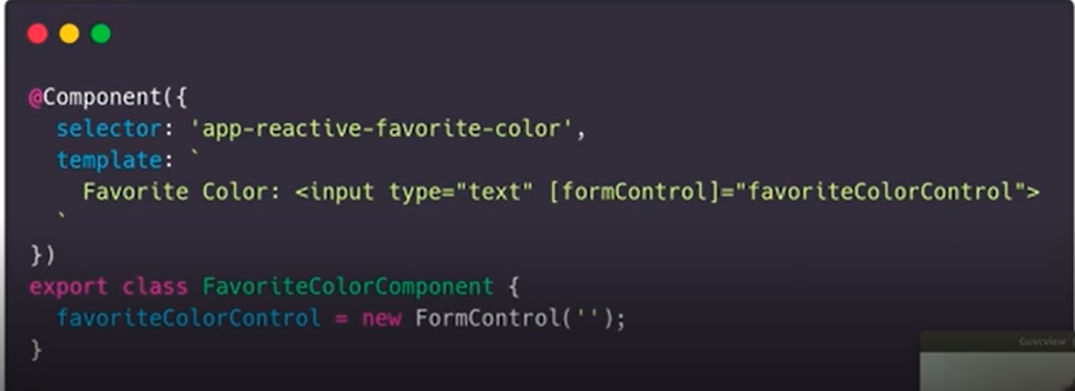 @Component({
  selector: 'app-reactive-favorite-color',
  template: `
    Favorite Color: <input type="text" [formControl]="favoriteColorControl">
  `
})
export class FavoriteColorComponent {
  favoriteColorControl = new FormControl('');
}
Guvcview